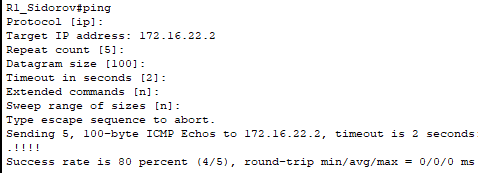 R1_Sidorov#ping
Protocol [ip]:
Target IP address: 172.16.22.2
Repeat count [5]:
Datagram size [100]:
Timeout in seconds [2]:
Extended commands [n]:
Sweep range of sizes [n]:
Type escape sequence to abort.
Sending 5, 100-byte ICMP Echos to 172.16.22.2, timeout is 2 seconds:
.!!!!
Success rate is 80 percent (4/5), round-trip min/avg/max = 0/0/0 ms